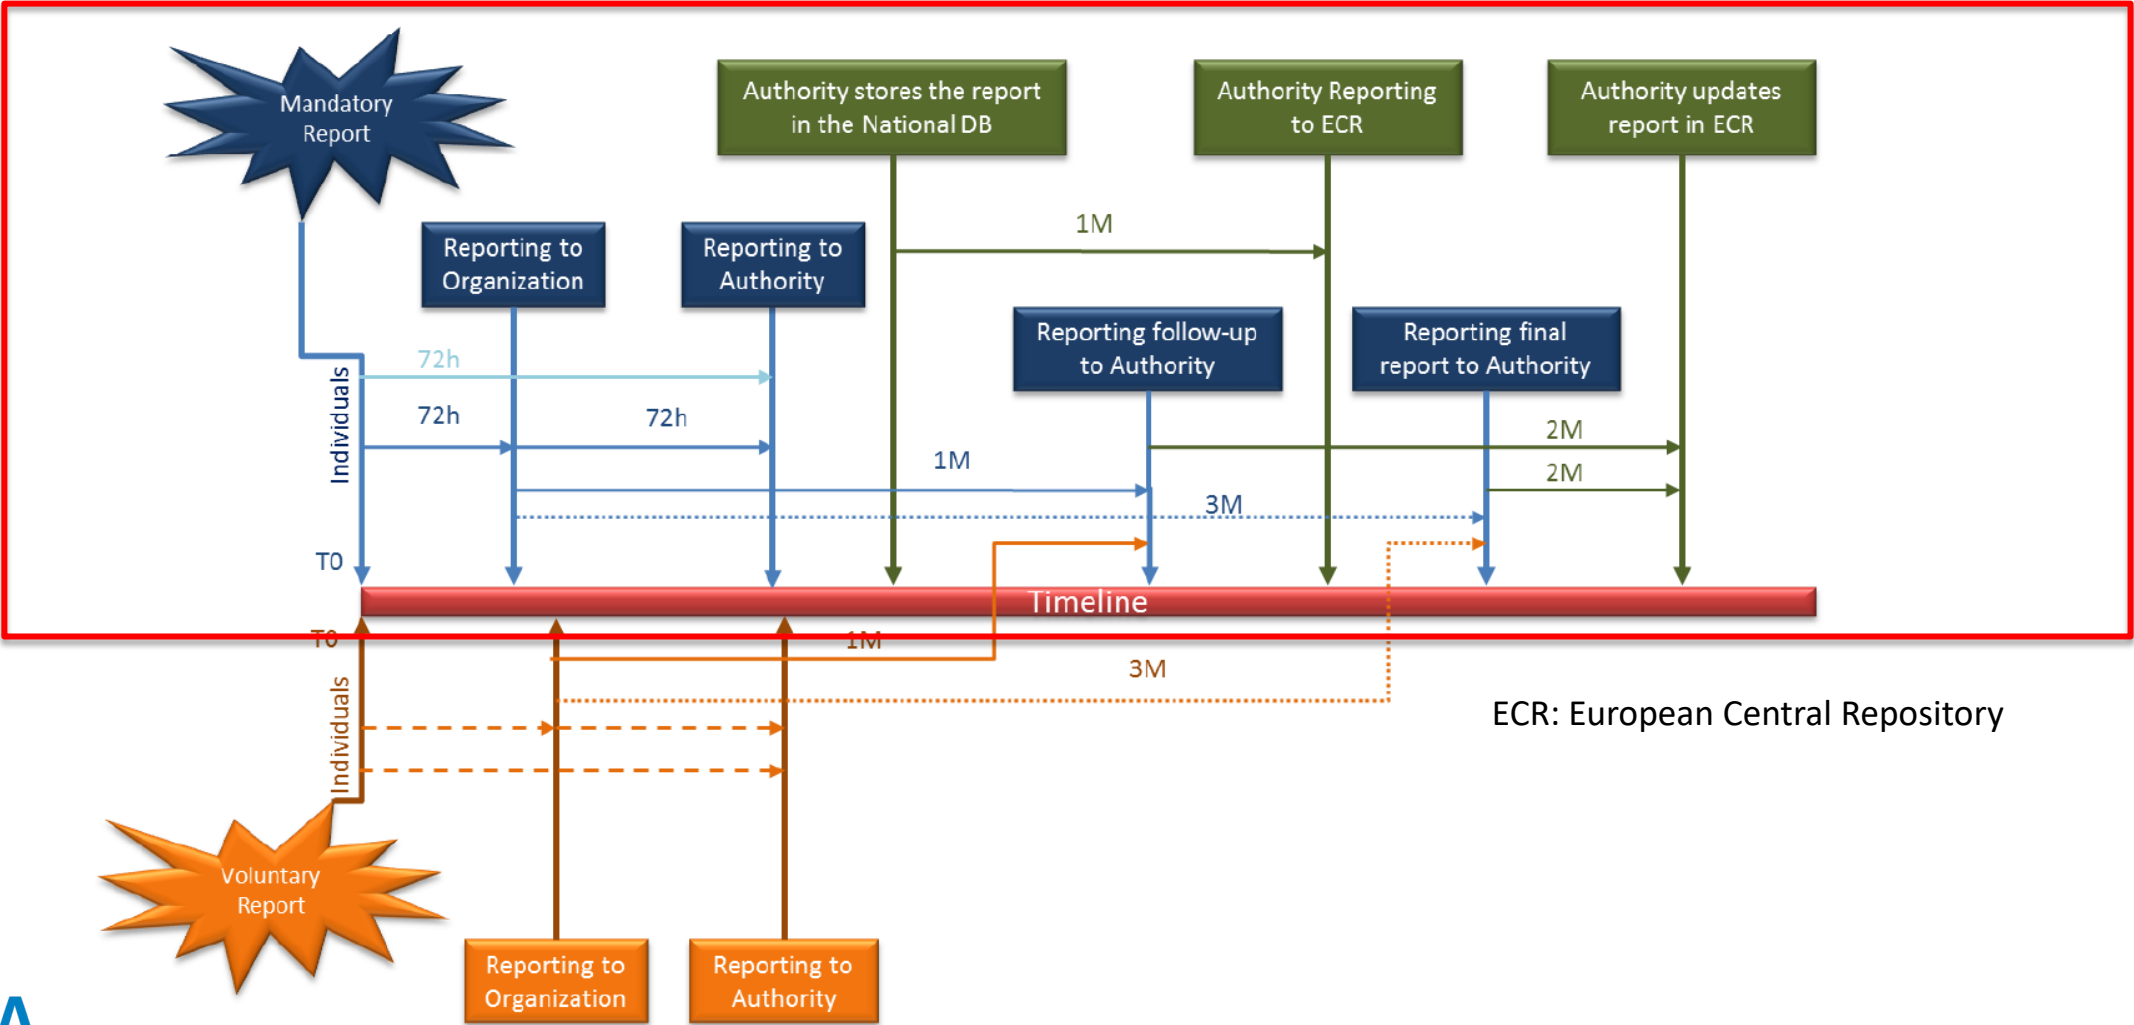 Mandatory
Report
Authority stores the report
in the National DB
Authority Reporting
to ECR
Authority updates
report in ECR
1M
Reporting to
Organization
Reporting to
Authority
Reporting follow-up
to Authority
Reporting final
report to Authority
72h
72h
72h
Individuals
1M
2M
2M
3M
T0
Timeline
T0
1M
3M
Individuals
ECR: European Central Repository
Voluntary
Report
Reporting to
Organization
Reporting to
Authority
A